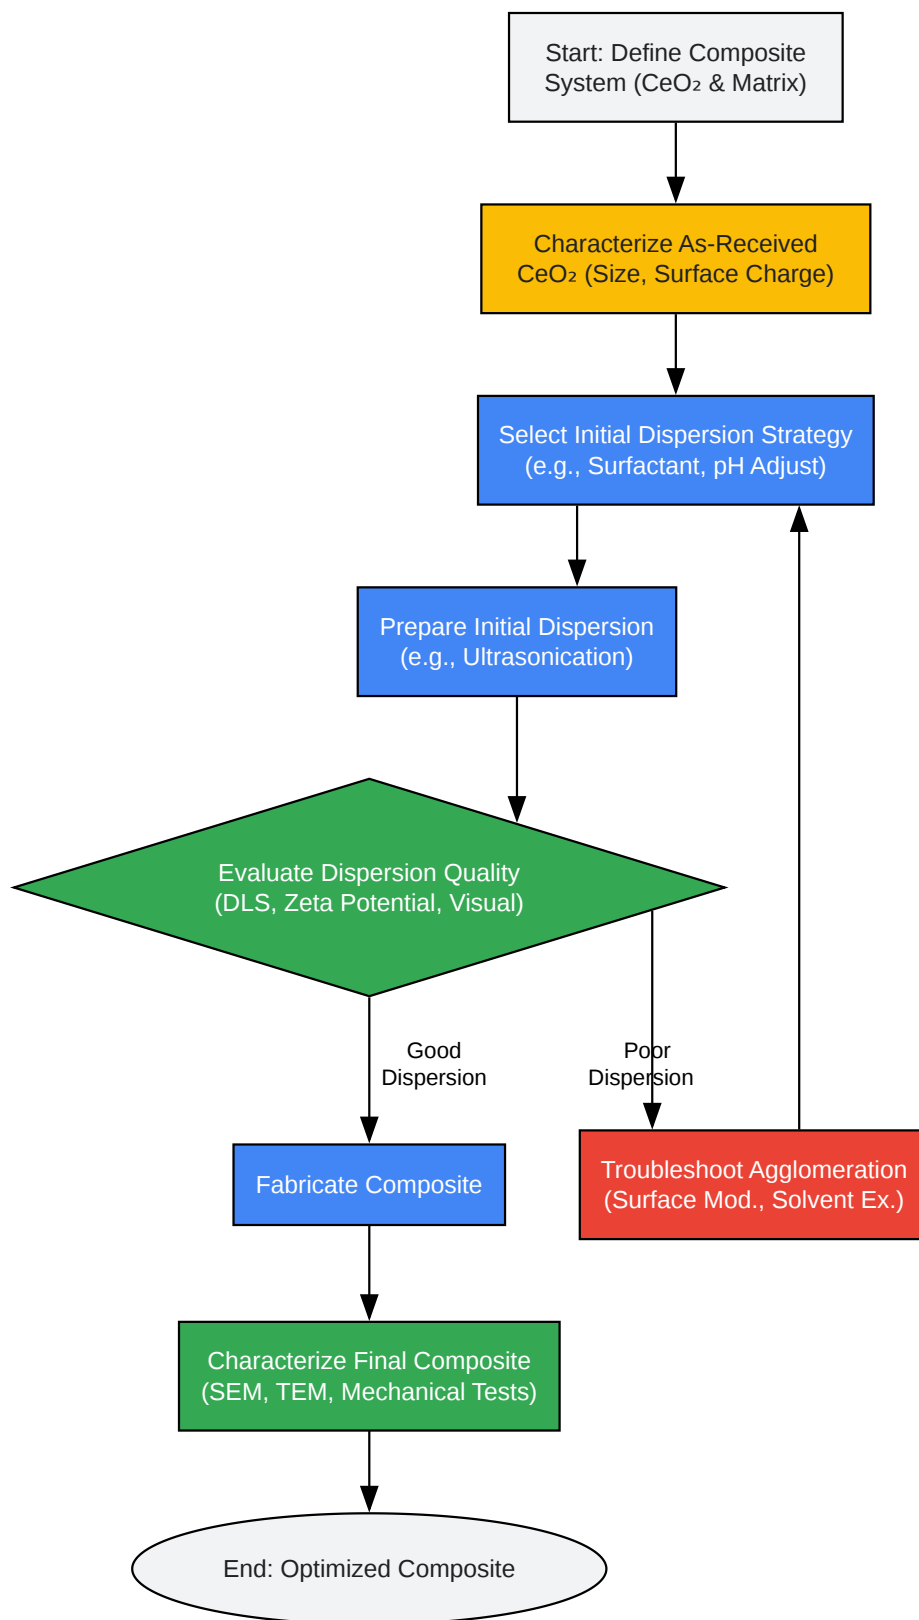 Start: Define Composite
System (CeO₂ & Matrix)
Characterize As-Received
CeO₂ (Size, Surface Charge)
Select Initial Dispersion Strategy
(e.g., Surfactant, pH Adjust)
Prepare Initial Dispersion
(e.g., Ultrasonication)
Evaluate Dispersion Quality
(DLS, Zeta Potential, Visual)
Good
Dispersion
Poor
Dispersion
Fabricate Composite
Troubleshoot Agglomeration
(Surface Mod., Solvent Ex.)
Characterize Final Composite
(SEM, TEM, Mechanical Tests)
End: Optimized Composite